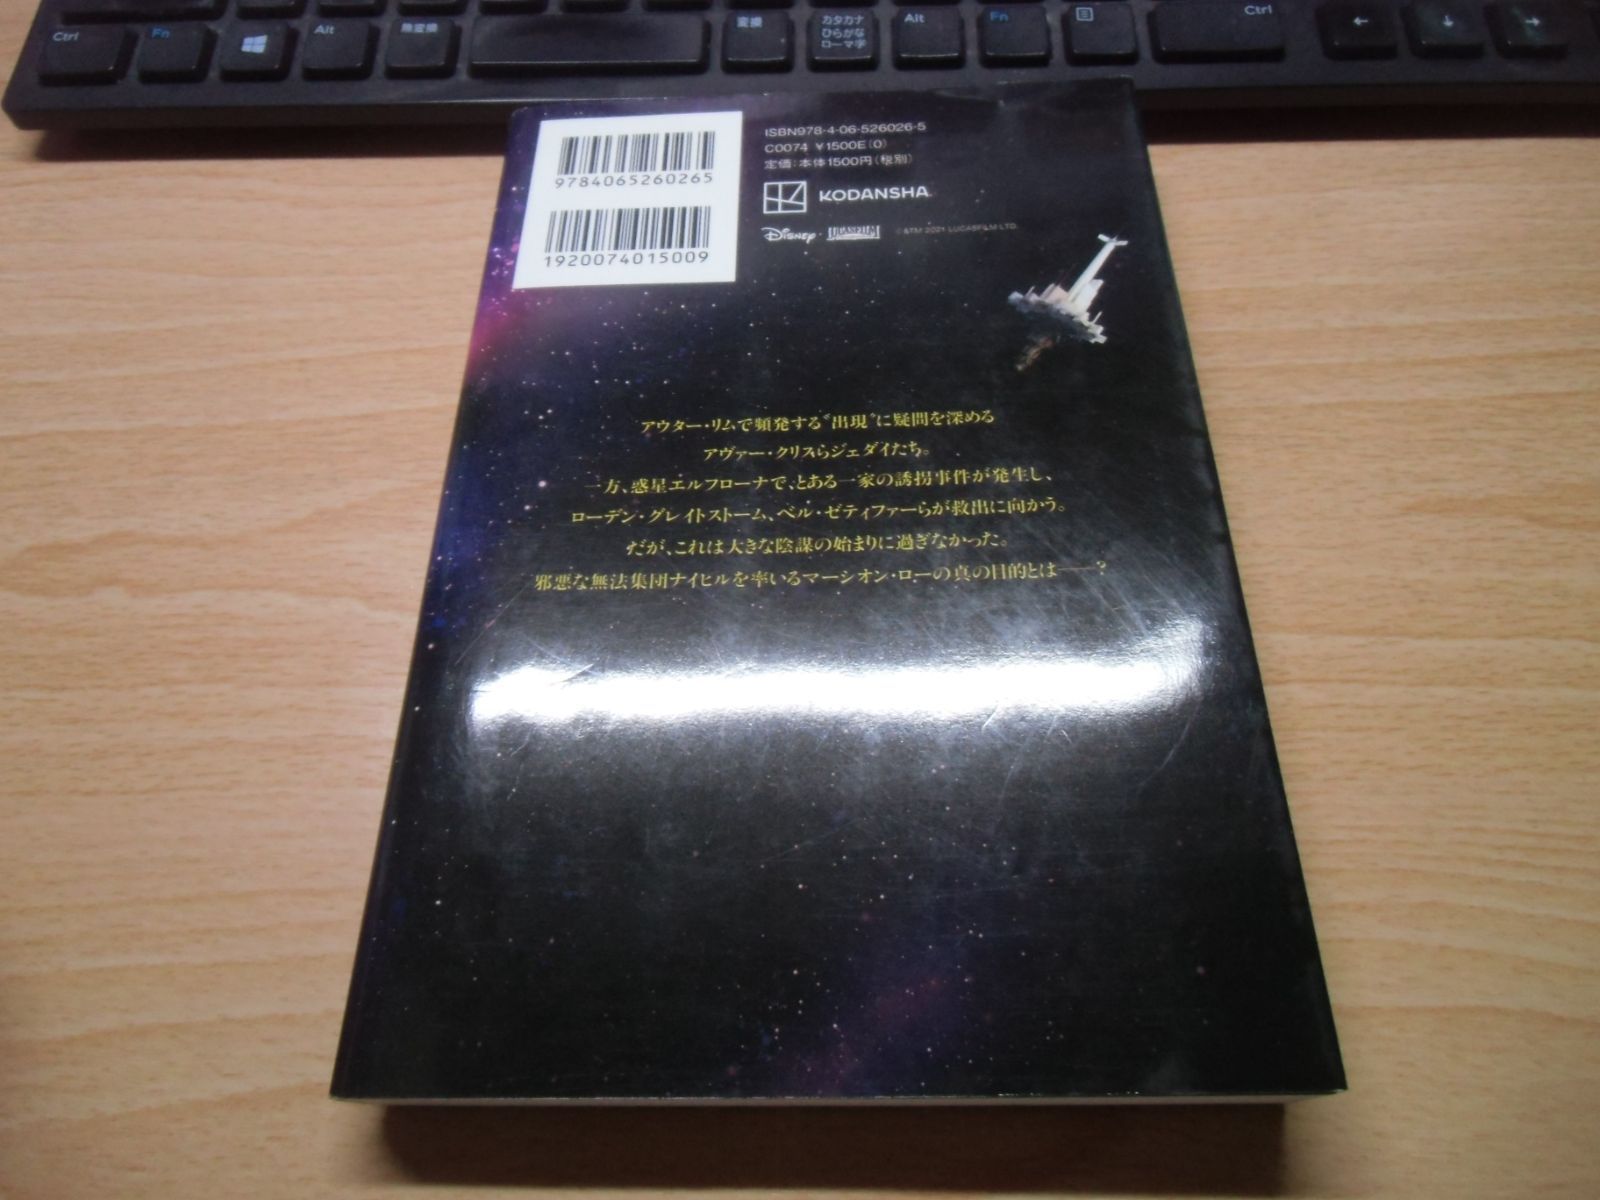 Ctrl
Fn
Alt
無変換
変換
カタカナ
ひらがな
ローマ字
Alt
Fn
Ctrl
←
↓
→
9784065260265
1920074015009
ISBN978-4-06-526026-5
C0074 ¥1500E(0)
定価:本体1500円(税別)
KODANSHA
Disney・LUCASFILM
©&TM 2021 LUCASFILM LTD.
アウター・リムで頻発する〝出現〟に疑問を深める
アヴァー・クリスらジェダイたち。
一方、惑星エルフローナで、とある一家の誘拐事件が発生し、
ローデン・グレイトストーム、ベル・ゼティファーらが救出に向かう。
だが、これは大きな陰謀の始まりに過ぎなかった。
邪悪な無法集団ナイヒルを率いるマーシオン・ローの真の目的とは――?